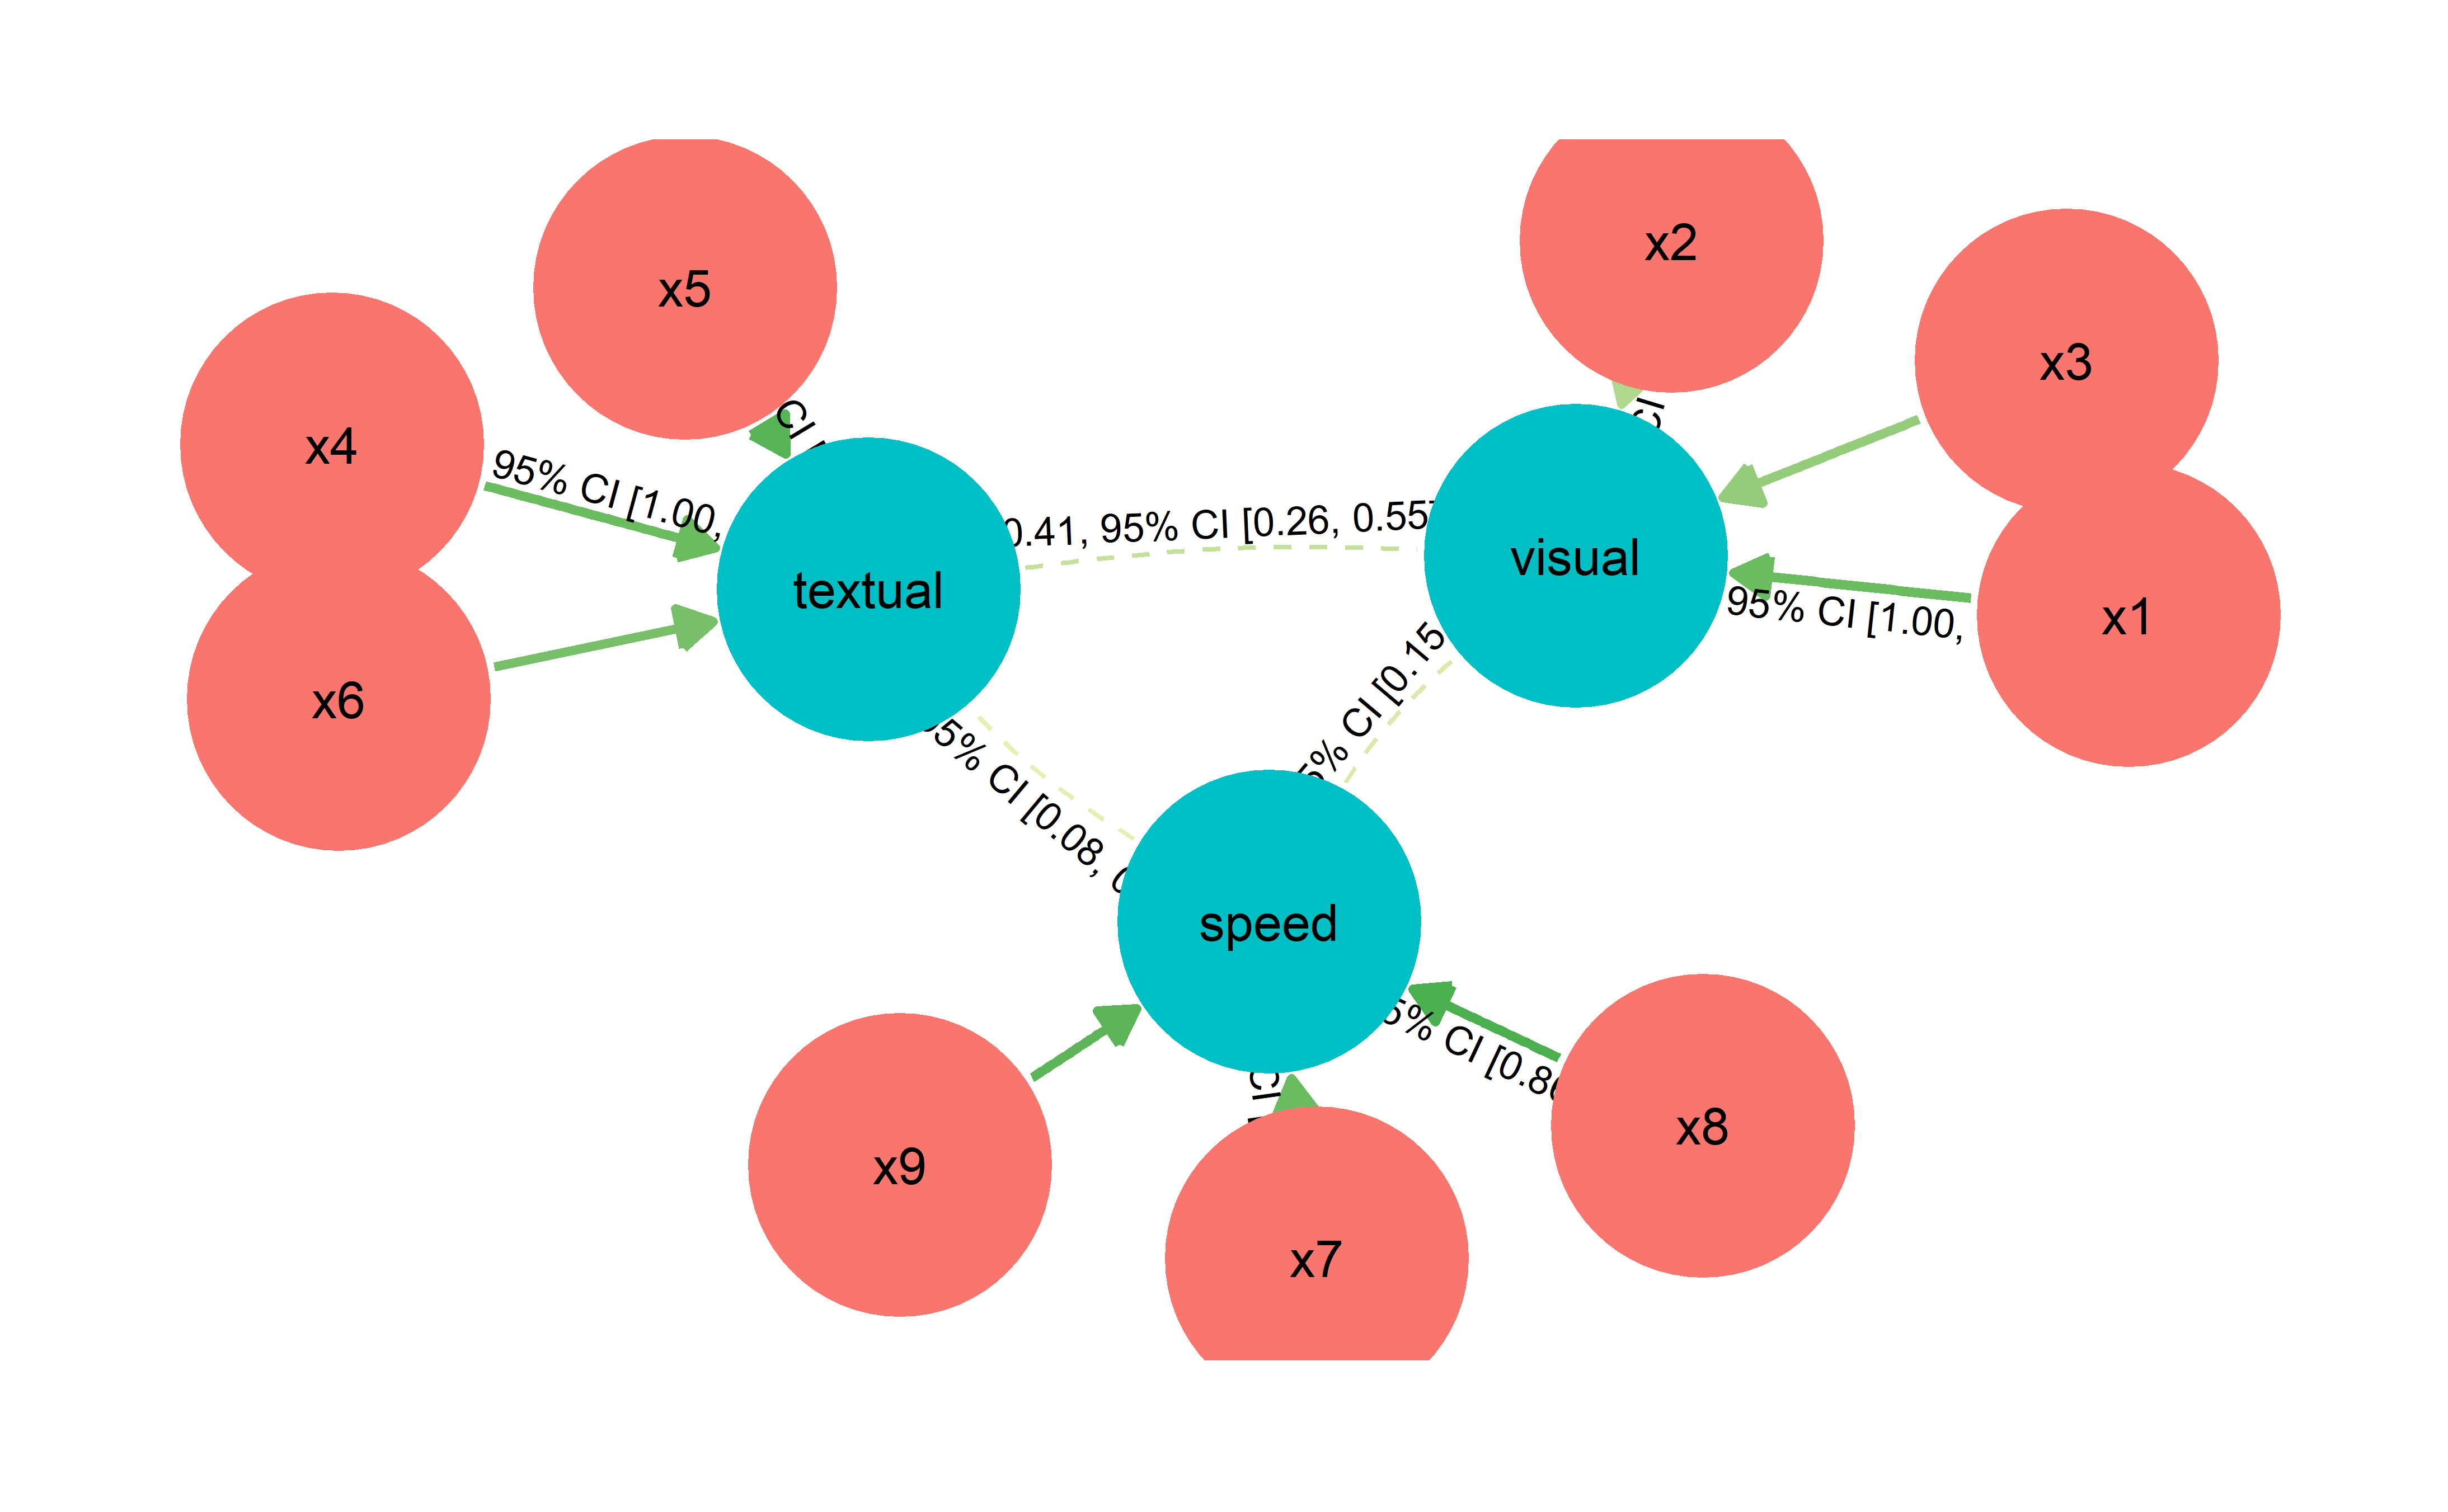 x2
x5
x3
CI
CI
x4
95% CI [1.00,
0.41, 95% CI [0.26, 0.55
visual
textual
95% CI [1.00,
x1
5% CI [0.15
x6
5% CI [0.08,
speed
5% CI [0.8
CI
x8
x9
x7